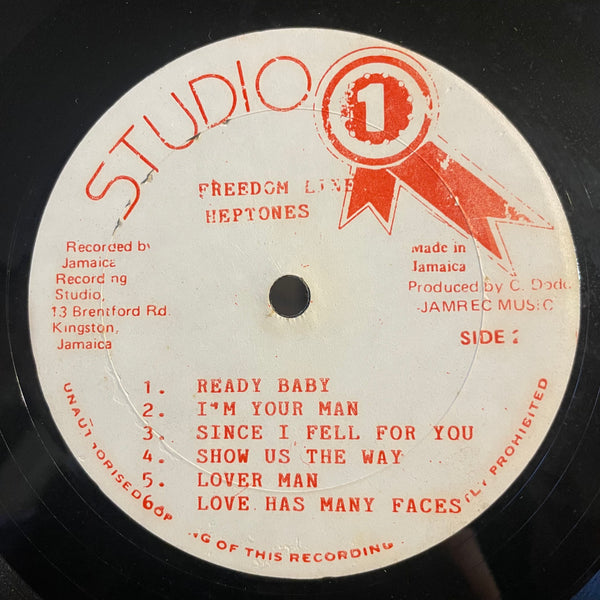 STUDIO 1
FREEDOM LINE
HEPTONES
Recorded by
Jamaica
Recording
Studio,
13 Brentford Rd.
Kingston,
Jamaica
Made in
Jamaica
Produced by C. Dodd
JAMREC MUSIC
SIDE 2
1. READY BABY
2. I'M YOUR MAN
3. SINCE I FELL FOR YOU
4. SHOW US THE WAY
5. LOVER MAN
6. LOVE HAS MANY FACES
UNAUTHORISED OF THIS RECORDING PROHIBITED